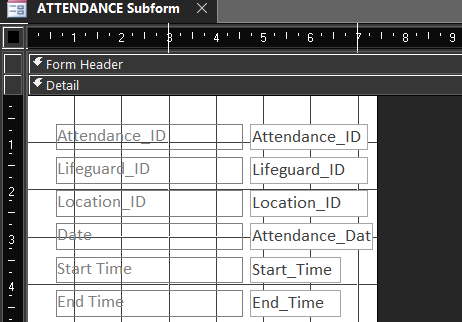 ATTENDANCE Subform ×
1 2 3 4 5 6 7 8 9
Form Header
Detail
1
Attendance_ID Attendance_ID
Lifeguard_ID Lifeguard_ID
2
Location_ID Location_ID
3
Date Attendance_Dat
Start Time Start_Time
4
End Time End_Time